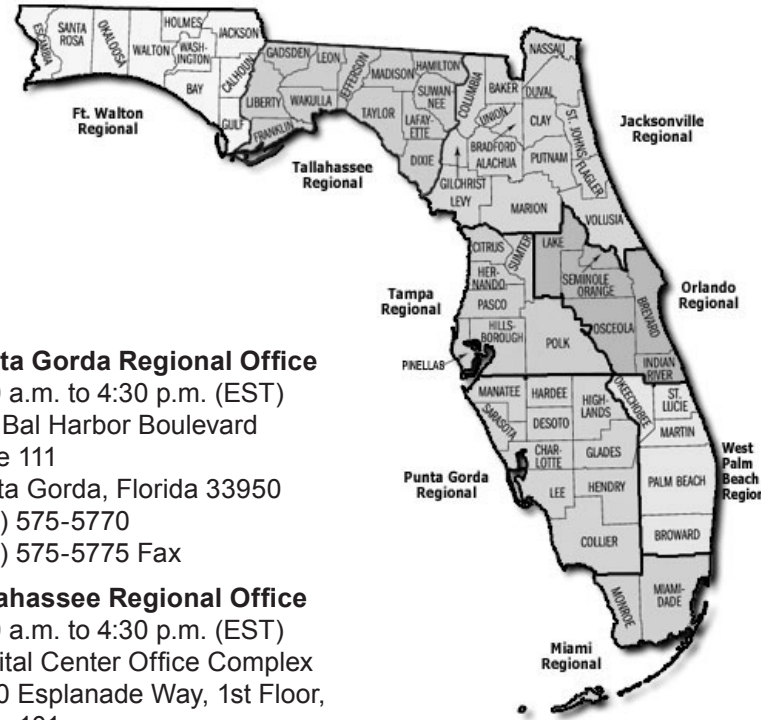 ESCAMBIA
SANTA
ROSA
OKALOOSA
WALTON
HOLMES
WASH-
INGTON
JACKSON
BAY
CALHOUN
GULF
Ft. Walton
Regional
GADSDEN
LEON
LIBERTY
WAKULLA
FRANKLIN
JEFFERSON
MADISON
HAMILTON
TAYLOR
SUWAN-
NEE
LAFAY-
ETTE
DIXIE
Tallahassee
Regional
COLUMBIA
BAKER
NASSAU
DUVAL
UNION
BRADFORD
CLAY
ST. JOHNS
ALACHUA
PUTNAM
FLAGLER
GILCHRIST
LEVY
MARION
VOLUSIA
Jacksonville
Regional
CITRUS
SUMTER
HER-
NANDO
PASCO
HILLS-
BOROUGH
PINELLAS
POLK
Tampa
Regional
LAKE
SEMINOLE
ORANGE
OSCEOLA
BREVARD
INDIAN
RIVER
Orlando
Regional
MANATEE
HARDEE
HIGH-
LANDS
SARASOTA
DESOTO
CHAR-
LOTTE
GLADES
LEE
HENDRY
COLLIER
Punta Gorda
Regional
OKEECHOBEE
ST.
LUCIE
MARTIN
PALM BEACH
BROWARD
West
Palm
Beach
Region
MONROE
MIAMI-
DADE
Miami
Regional
ta Gorda Regional Office
a.m. to 4:30 p.m. (EST)
Bal Harbor Boulevard
e 111
ta Gorda, Florida 33950
) 575-5770
) 575-5775 Fax
ahassee Regional Office
a.m. to 4:30 p.m. (EST)
ital Center Office Complex
0 Esplanade Way, 1st Floor,